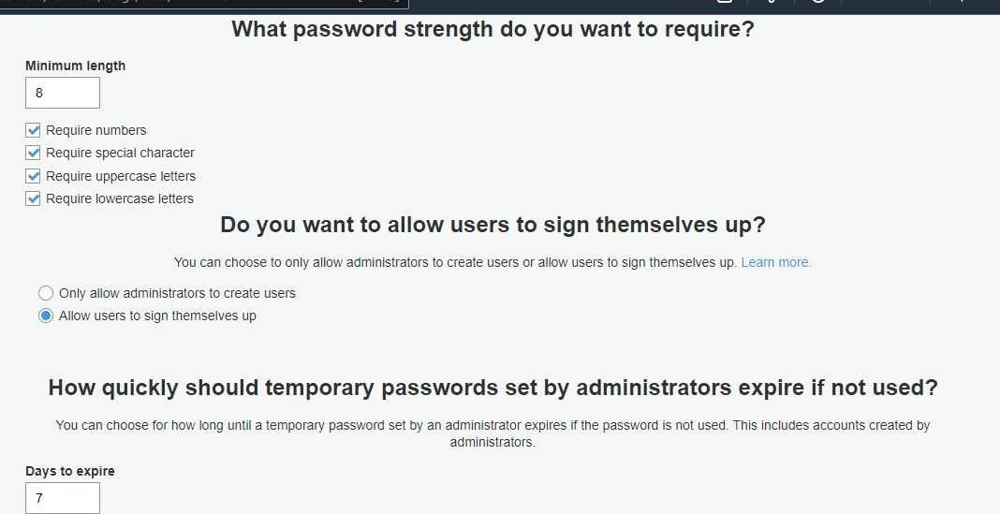 What password strength do you want to require?
Minimum length
8
Require numbers
Require special character
Require uppercase letters
Require lowercase letters
Do you want to allow users to sign themselves up?
You can choose to only allow administrators to create users or allow users to sign themselves up. Learn more.
Only allow administrators to create users
Allow users to sign themselves up
How quickly should temporary passwords set by administrators expire if not used?
You can choose for how long until a temporary password set by an administrator expires if the password is not used. This includes accounts created by
administrators.
Days to expire
7